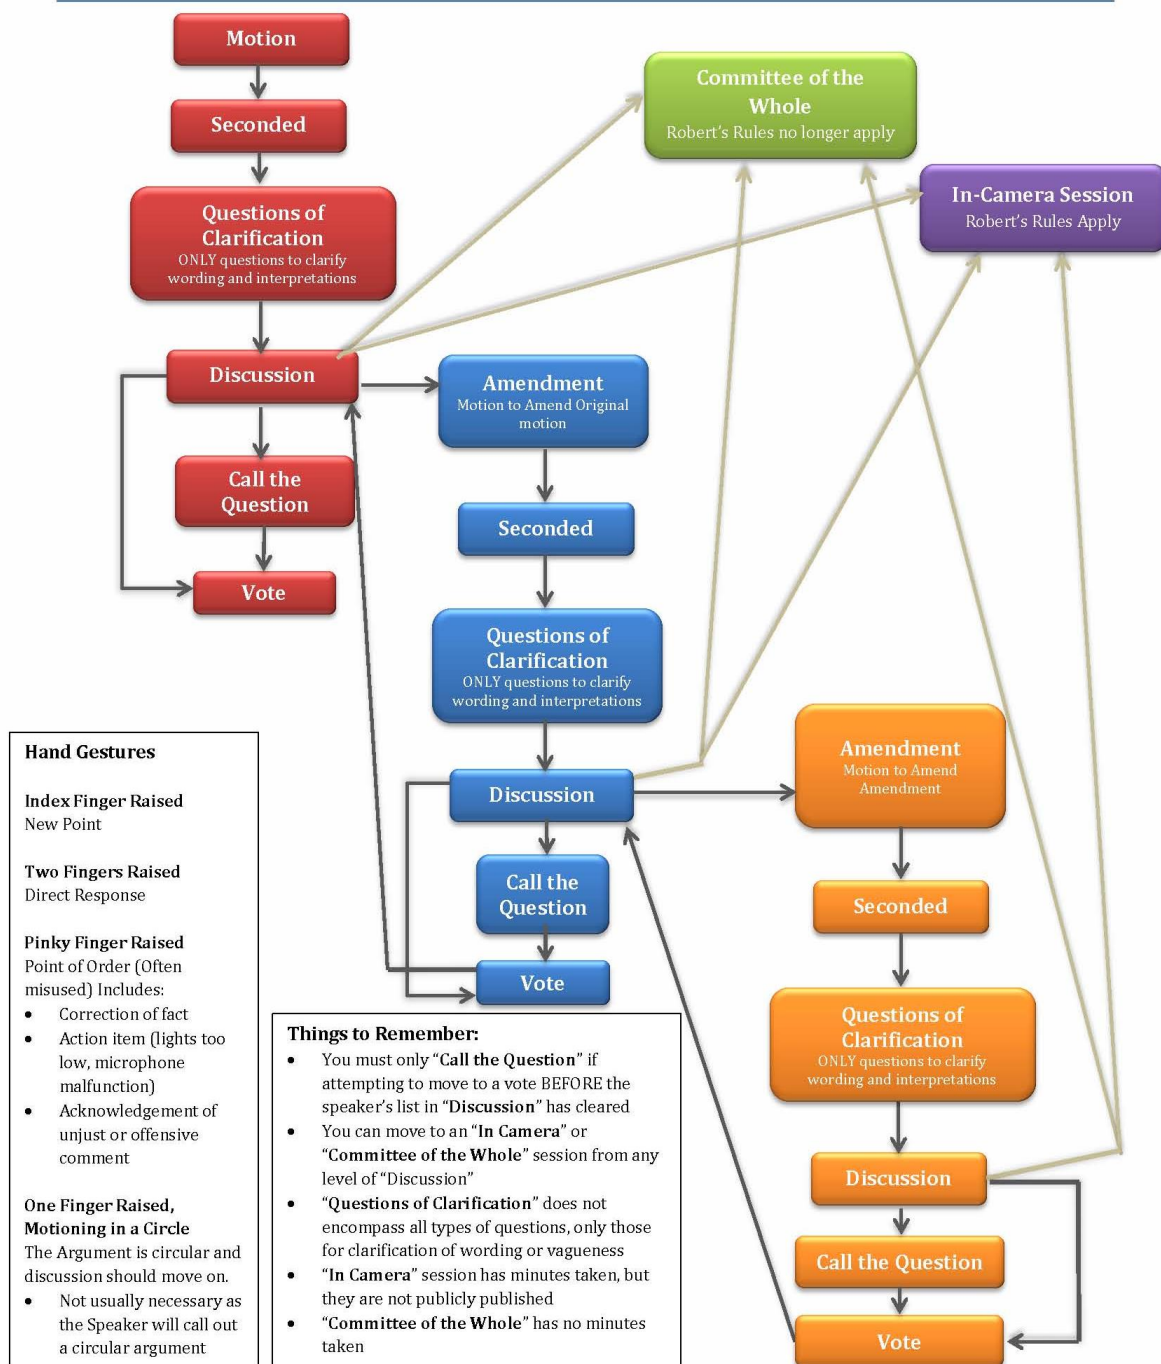 Motion
Seconded
Questions of
Clarification
ONLY questions to clarify
wording and interpretations
Discussion
Call the
Question
Vote
Committee of the
Whole
Robert's Rules no longer apply
In-Camera Session
Robert's Rules Apply
Amendment
Motion to Amend Original
motion
Seconded
Questions of
Clarification
ONLY questions to clarify
wording and interpretations
Discussion
Call the
Question
Vote
Amendment
Motion to Amend
Amendment
Seconded
Questions of
Clarification
ONLY questions to clarify
wording and interpretations
Discussion
Call the Question
Vote
Hand Gestures
Index Finger Raised
New Point
Two Fingers Raised
Direct Response
Pinky Finger Raised
Point of Order (Often
misused) Includes:
• Correction of fact
• Action item (lights too
low, microphone
malfunction)
• Acknowledgement of
unjust or offensive
comment
One Finger Raised,
Motioning in a Circle
The Argument is circular and
discussion should move on.
• Not usually necessary as
the Speaker will call out
a circular argument
Things to Remember:
• You must only "Call the Question" if
attempting to move to a vote BEFORE the
speaker's list in "Discussion" has cleared
• You can move to an "In Camera" or
"Committee of the Whole" session from any
level of "Discussion"
• "Questions of Clarification" does not
encompass all types of questions, only those
for clarification of wording or vagueness
• "In Camera" session has minutes taken, but
they are not publicly published
• "Committee of the Whole" has no minutes
taken